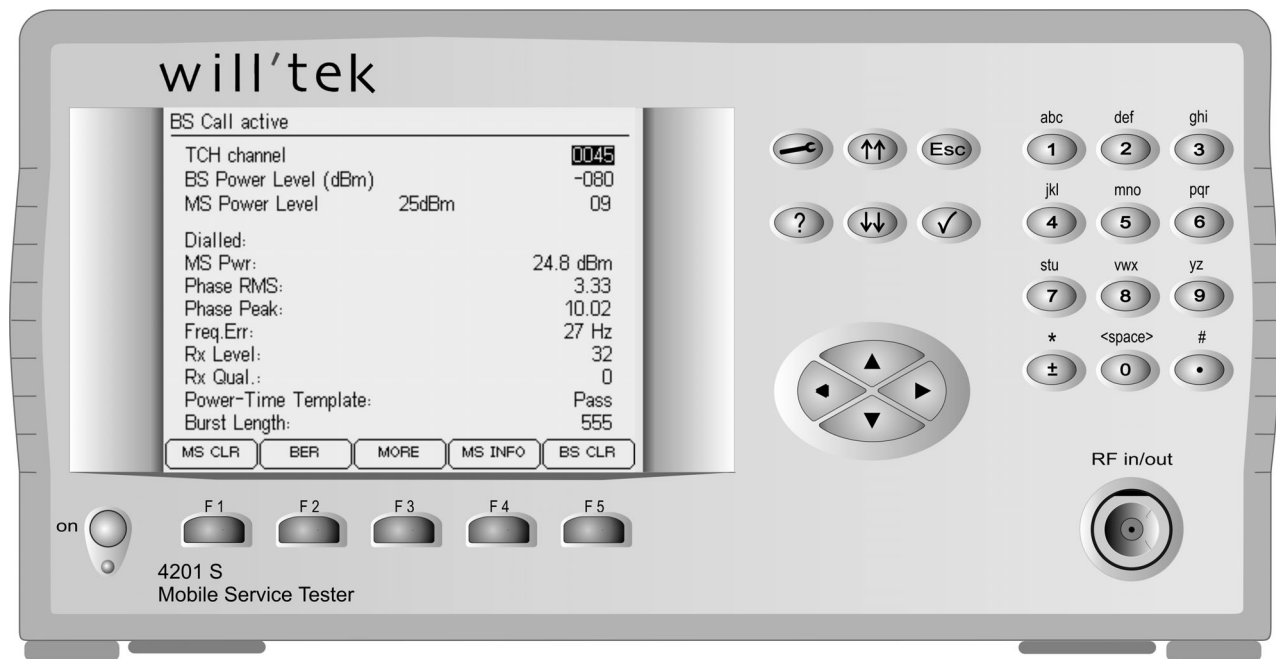 will'tek
BS Call active
TCH channel 0045
BS Power Level (dBm) -080
MS Power Level 25dBm 09
Dialled:
MS Pwr: 24.8 dBm
Phase RMS: 3.33
Phase Peak: 10.02
Freq.Err: 27 Hz
Rx Level: 32
Rx Qual.: 0
Power-Time Template: Pass
Burst Length: 555
MS CLR BER MORE MS INFO BS CLR
on F1 F2 F3 F4 F5
4201 S
Mobile Service Tester
↑↑ Esc
? ↓↓ ✓
abc def ghi
1 2 3
jkl mno pqr
4 5 6
stu vwx yz
7 8 9
* <space> #
± 0 •
RF in/out